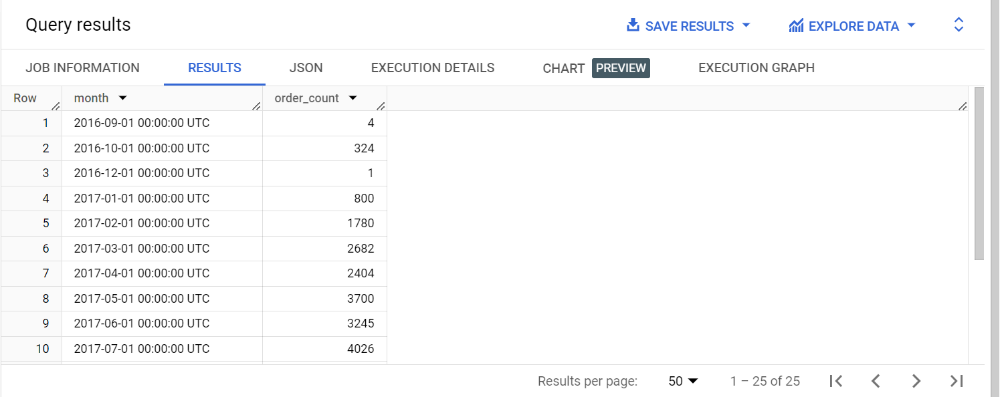 Query results SAVE RESULTS EXPLORE DATA
JOB INFORMATION RESULTS JSON EXECUTION DETAILS CHART PREVIEW EXECUTION GRAPH
Row month order_count
1 2016-09-01 00:00:00 UTC 4
2 2016-10-01 00:00:00 UTC 324
3 2016-12-01 00:00:00 UTC 1
4 2017-01-01 00:00:00 UTC 800
5 2017-02-01 00:00:00 UTC 1780
6 2017-03-01 00:00:00 UTC 2682
7 2017-04-01 00:00:00 UTC 2404
8 2017-05-01 00:00:00 UTC 3700
9 2017-06-01 00:00:00 UTC 3245
10 2017-07-01 00:00:00 UTC 4026
Results per page: 50 1 – 25 of 25